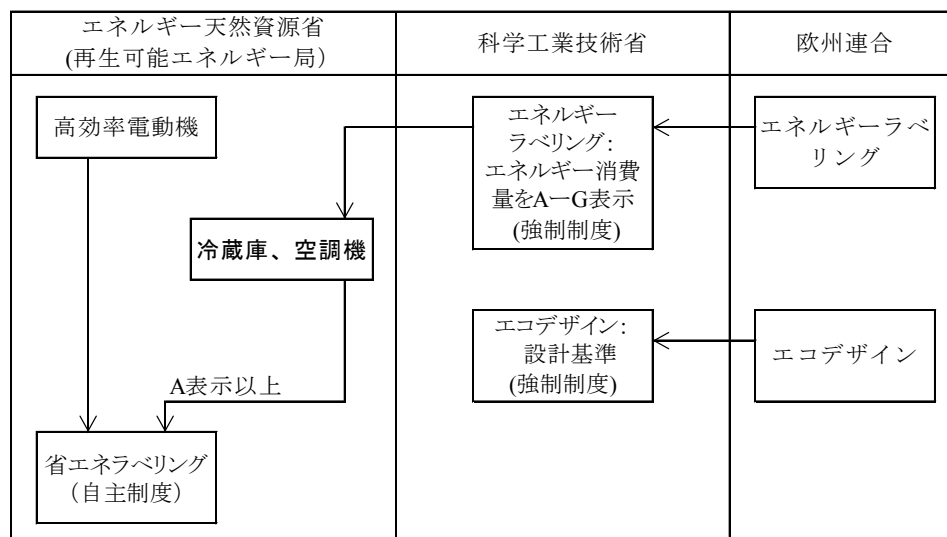 エネルギー天然資源省
(再生可能エネルギー局）
科学工業技術省
欧州連合
高効率電動機
エネルギー
ラベリング:
エネルギー消費
量をA一G表示
(強制制度)
エネルギーラベ
リング
冷蔵庫、空調機
エコデザイン:
設計基準
(強制制度)
エコデザイン
A表示以上
省エネラベリング
（自主制度）